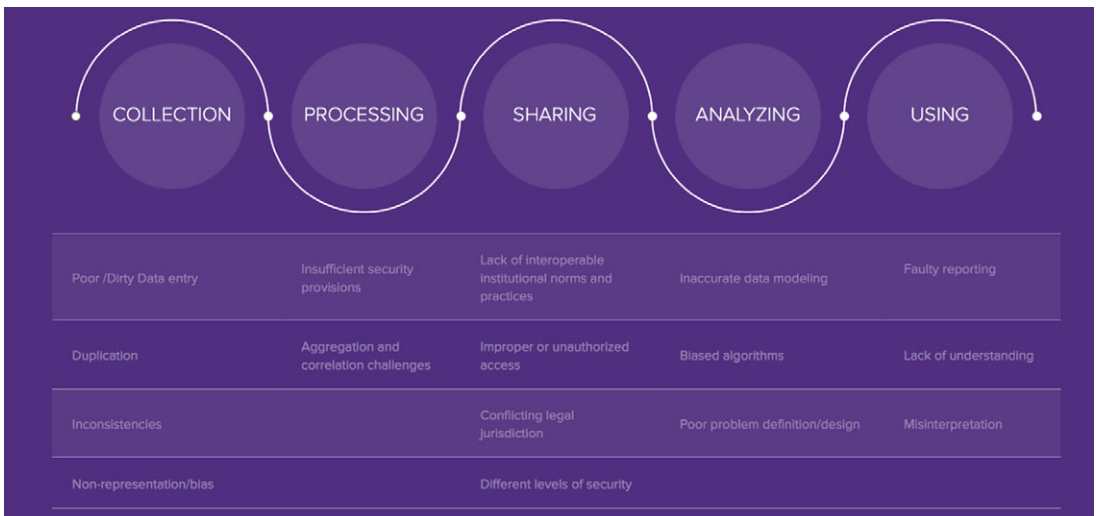 COLLECTION PROCESSING SHARING ANALYZING USING
Poor /Dirty Data entry
Insufficient security
provisions
Lack of interoperable
institutional norms and
practices
Inaccurate data modeling
Faulty reporting
Duplication
Aggregation and
correlation challenges
Improper or unauthorized
access
Biased algorithms
Lack of understanding
Inconsistencies
Conflicting legal
jurisdiction
Poor problem definition/design
Misinterpretation
Non-representation/bias
Different levels of security